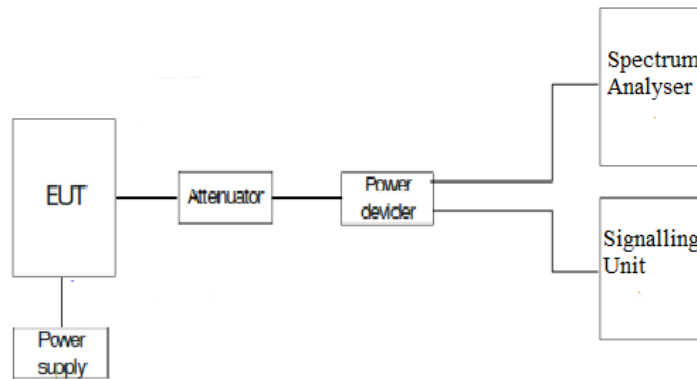 Spectrum
Analyser
EUT
Attenuator
Power
devider
Signalling
Unit
Power
supply